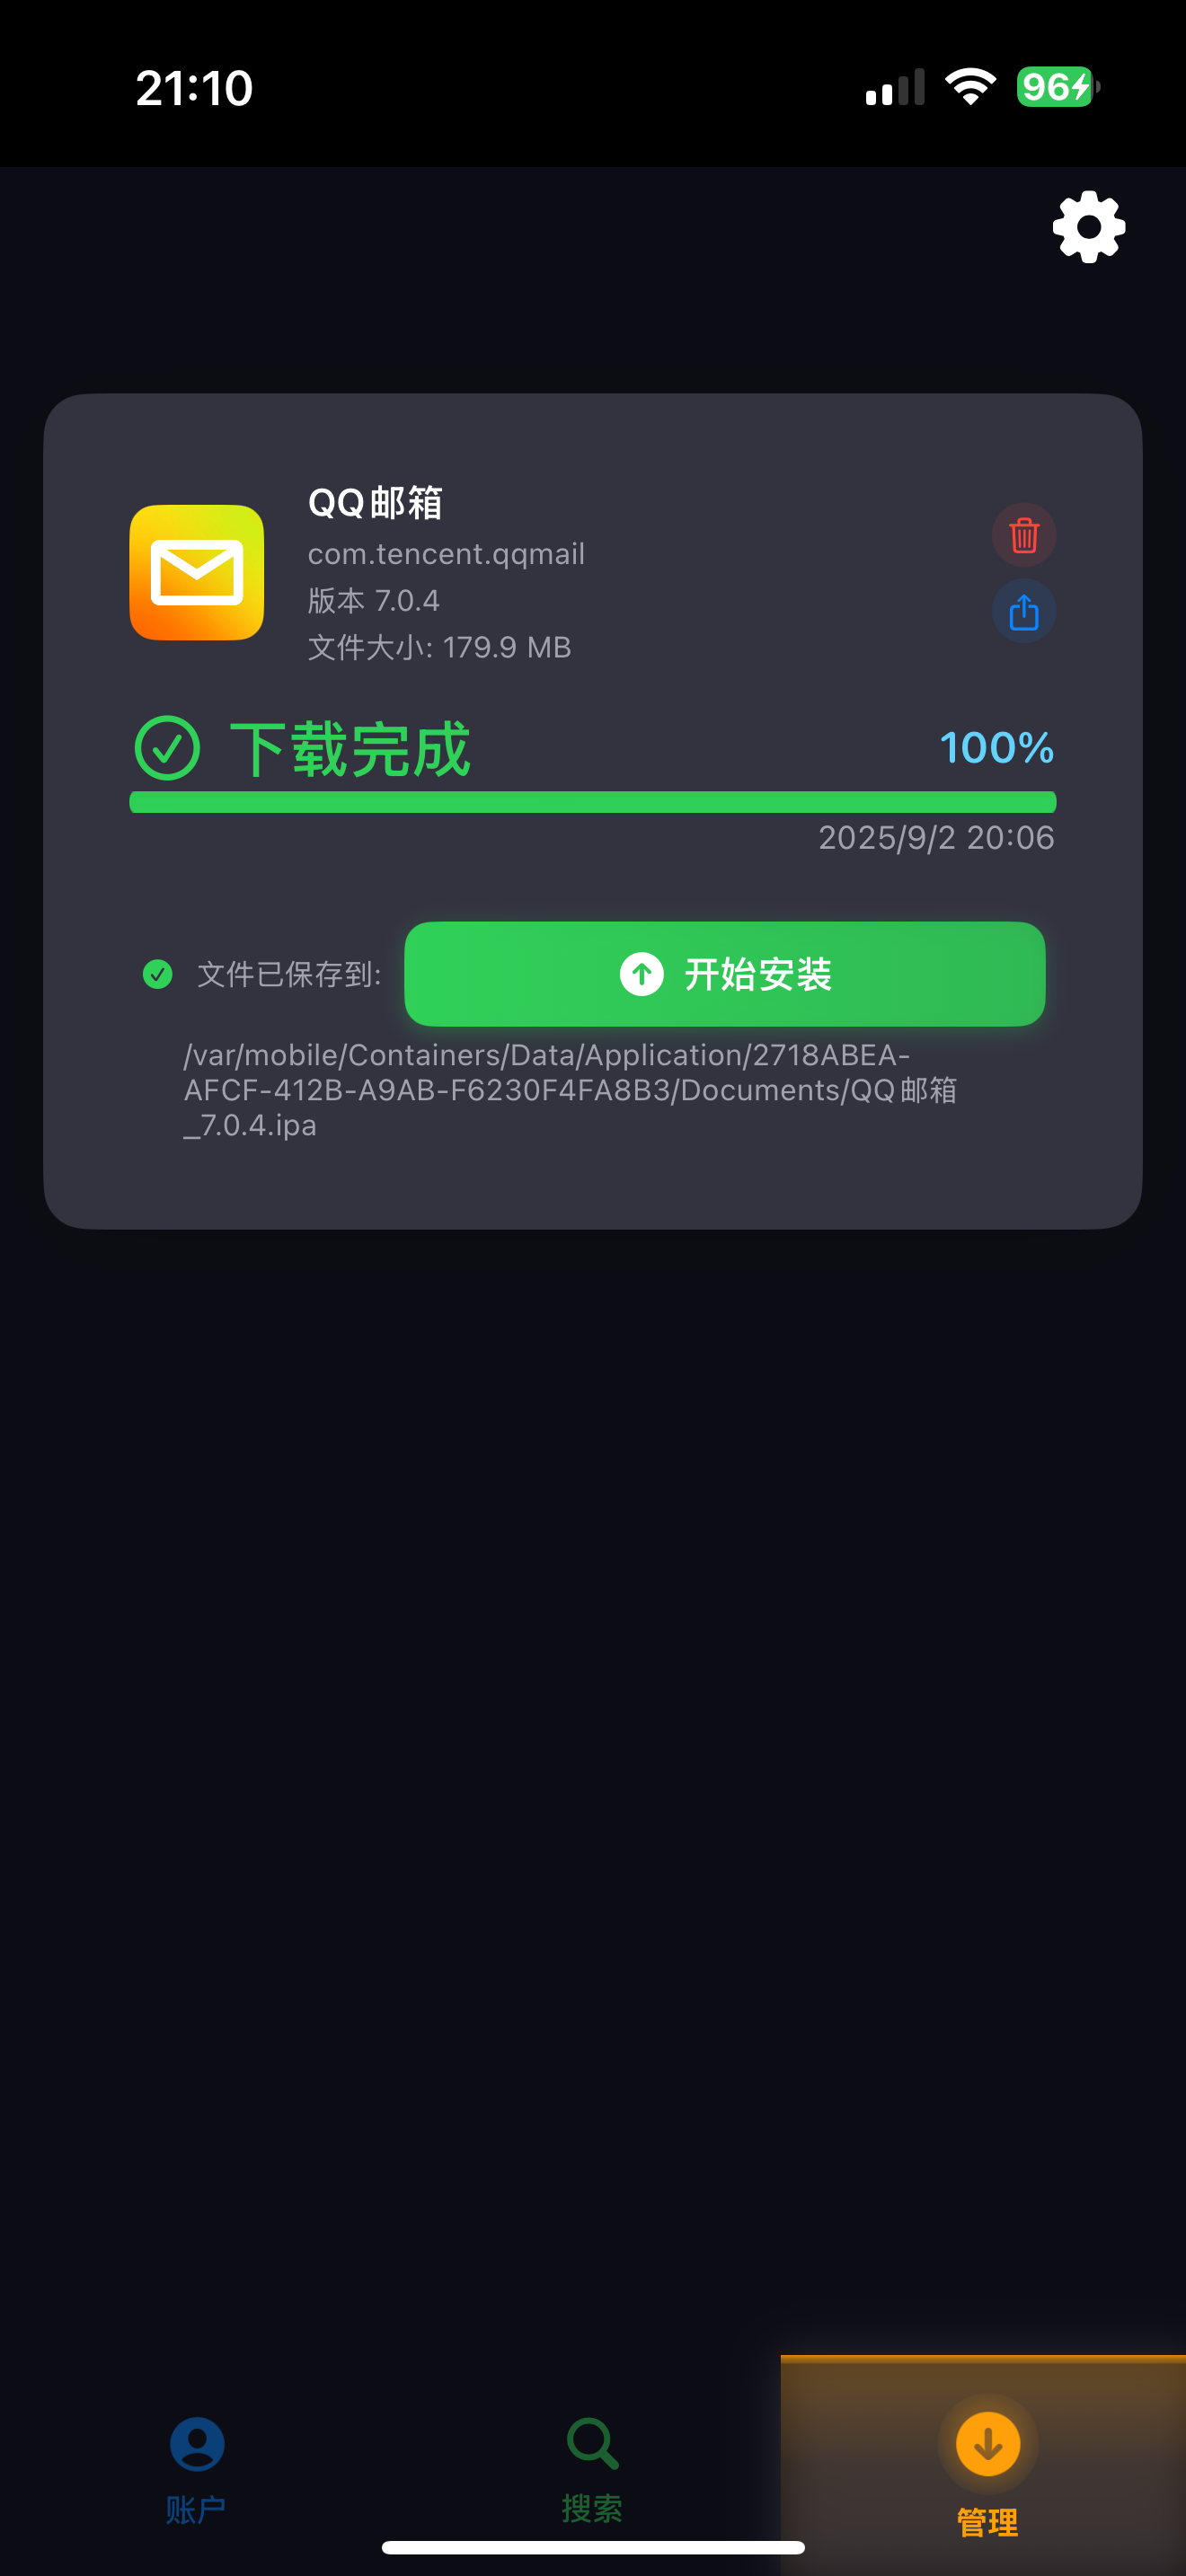 21:10
96
QQ邮箱
com.tencent.qqmail
版本 7.0.4
文件大小: 179.9 MB
下载完成
100%
2025/9/2 20:06
文件已保存到:
开始安装
/var/mobile/Containers/Data/Application/2718ABEA-
AFCF-412B-A9AB-F6230F4FA8B3/Documents/QQ邮箱
_7.0.4.ipa
账户
搜索
管理